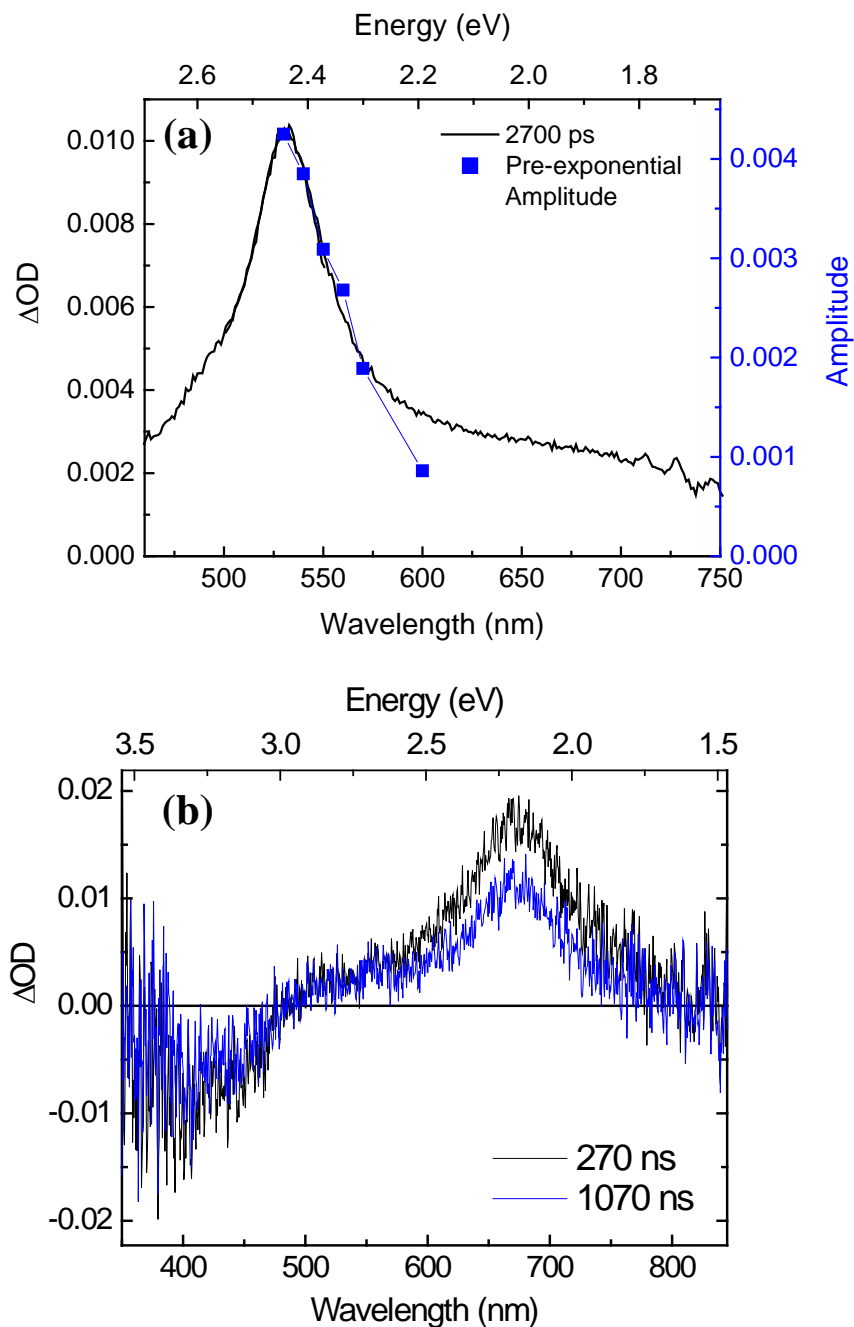 Energy (eV)
2.6 2.4 2.2 2.0 1.8
(a)
2700 ps
Pre-exponential
Amplitude
0.010
0.008
0.006
0.004
0.002
0.000
ΔOD
0.004
0.003
0.002
0.001
0.000
Amplitude
500 550 600 650 700 750
Wavelength (nm)
Energy (eV)
3.5 3.0 2.5 2.0 1.5
(b)
0.02
0.01
0.00
-0.01
-0.02
ΔOD
270 ns
1070 ns
400 500 600 700 800
Wavelength (nm)